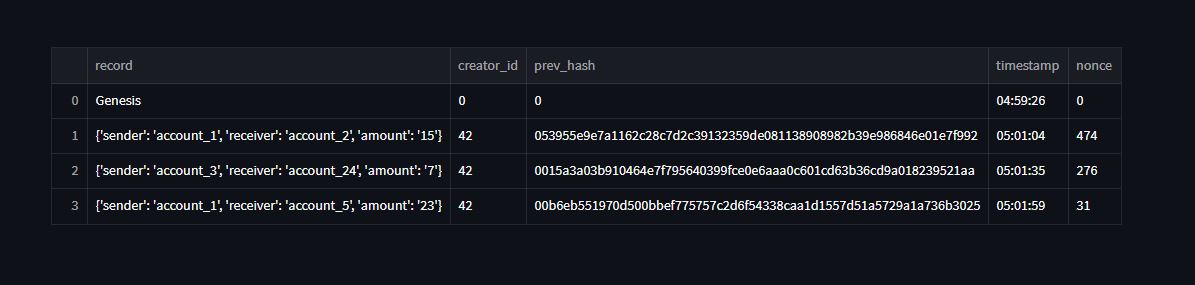 record creator_id prev_hash timestamp nonce
0 Genesis 0 0 04:59:26 0
1 {'sender': 'account_1', 'receiver': 'account_2', 'amount': '15'} 42 053955e9e7a1162c28c7d2c39132359de081138908982b39e986846e01e7f992 05:01:04 474
2 {'sender': 'account_3', 'receiver': 'account_24', 'amount': '7'} 42 0015a3a03b910464e7f795640399fce0e6aaa0c601cd63b36cd9a018239521aa 05:01:35 276
3 {'sender': 'account_1', 'receiver': 'account_5', 'amount': '23'} 42 00b6eb551970d500bbef775757c2d6f54338caa1d1557d51a5729a1a736b3025 05:01:59 31